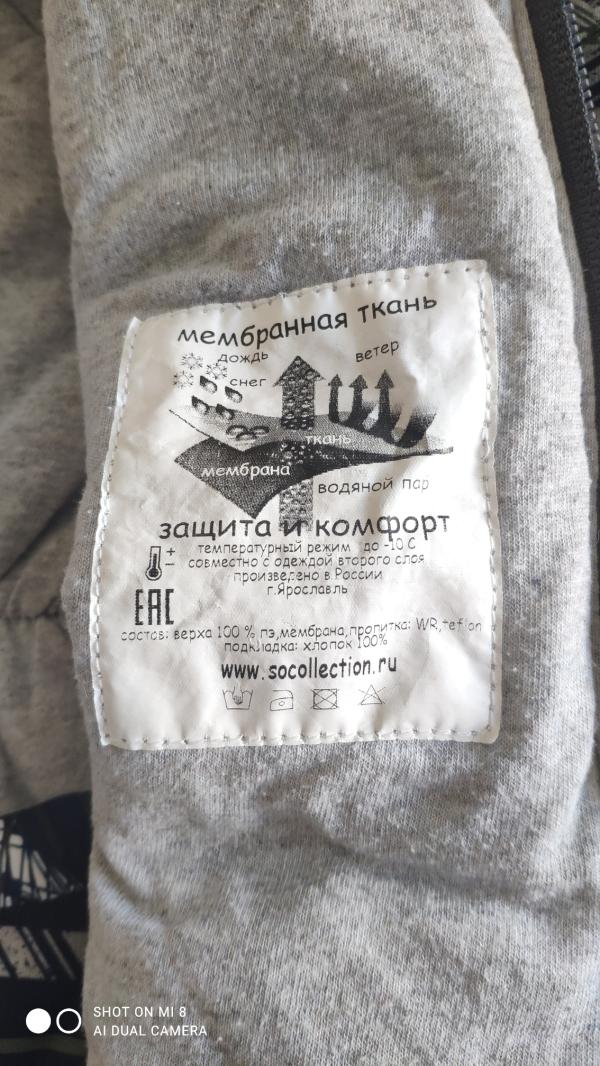 мембранная ткань
дождь
ветер
снег
ткань
мембрана
водяной пар
защита и комфорт
+
−
температурный режим до -10 С
совместно с одеждой второго слоя
произведено в России
г.Ярославль
EAC
состав: верха 100 % пэ,мембрана,пропитка: WR,teflon
подкладка: хлопок 100%
www.socollection.ru
SHOT ON MI 8
AI DUAL CAMERA